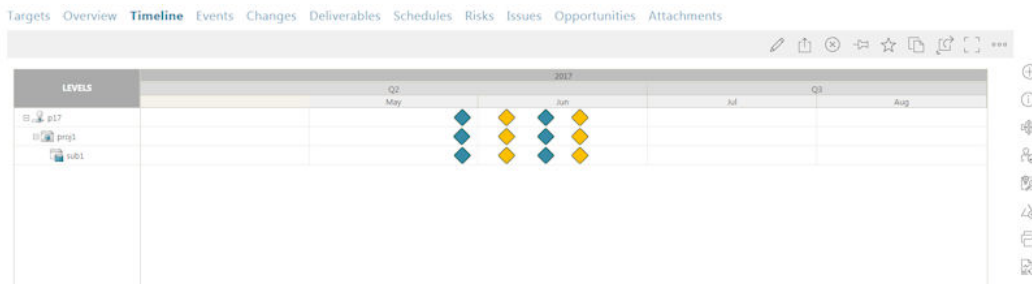 Targets Overview Timeline Events Changes Deliverables Schedules Risks Issues Opportunities Attachments
LEVELS
2017
Q2 Q3
May Jun Jul Aug
p17
proj1
sub1